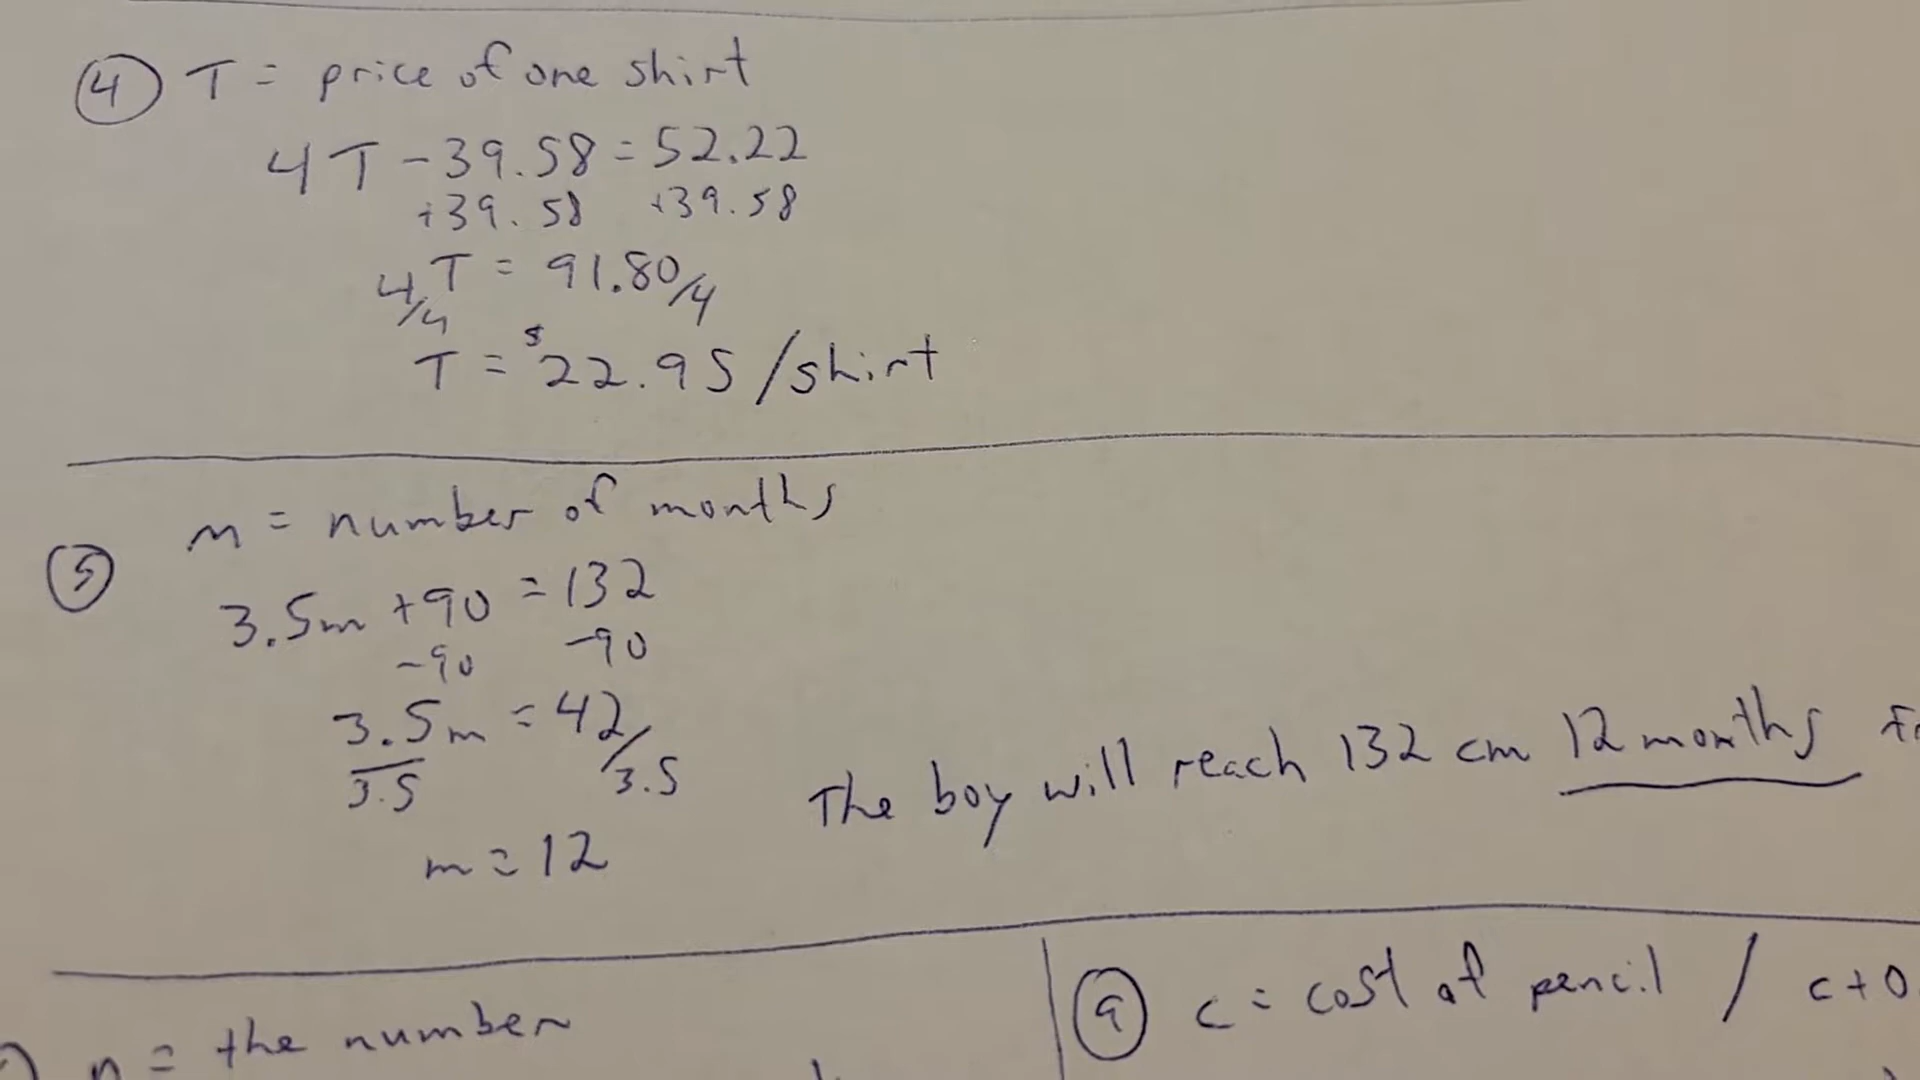 ④ T = price of one shirt
4T - 39.58 = 52.22
+39.58 +39.58
4/4 T = 91.80/4
T = $22.95 /shirt
m = number of months
⑤
3.5m + 90 = 132
-90 -90
3.5m = 42/3.5
3.5
m = 12
The boy will reach 132 cm 12 months
n = the number
⑨ c = cost of pencil / c + 0